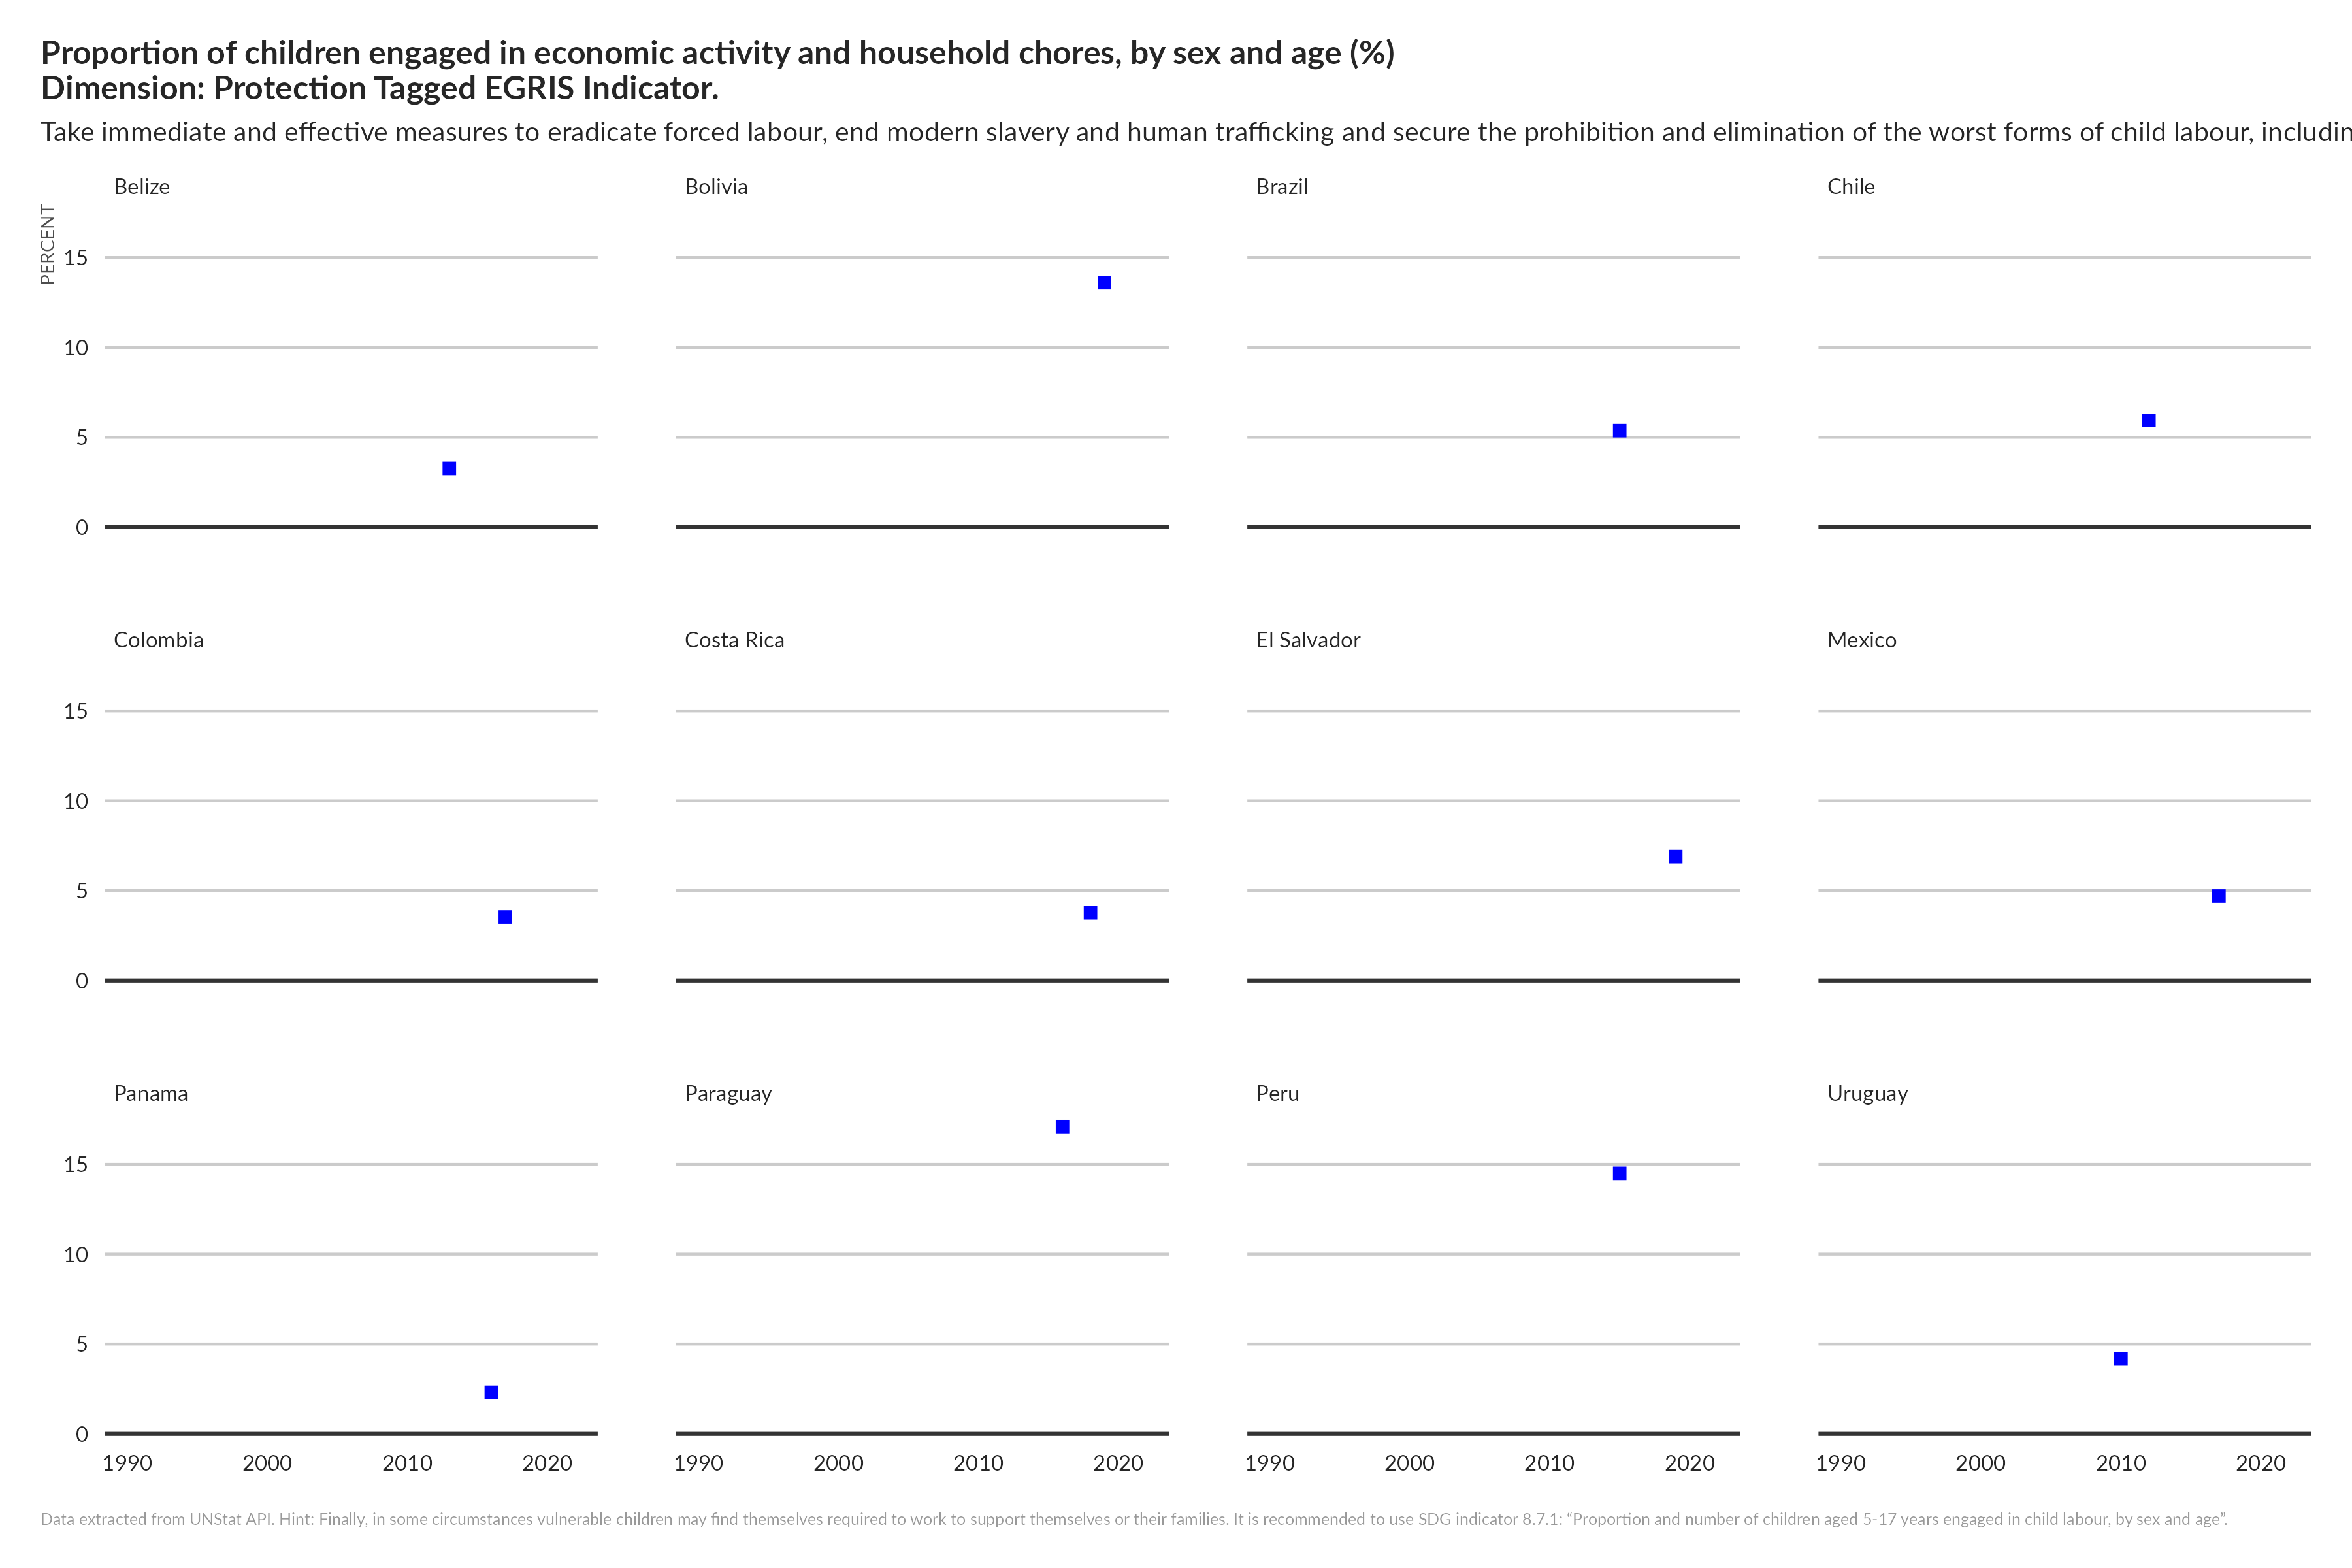 Proportion of children engaged in economic activity and household chores, by sex and age (%)
Dimension: Protection Tagged EGRIS Indicator.
Take immediate and effective measures to eradicate forced labour, end modern slavery and human trafficking and secure the prohibition and elimination of the worst forms of child labour, includin
Belize
Bolivia
Brazil
Chile
PERCENT
15
10
5
0
Colombia
Costa Rica
El Salvador
Mexico
15
10
5
0
Panama
Paraguay
Peru
Uruguay
15
10
5
0
1990 2000 2010 2020
1990 2000 2010 2020
1990 2000 2010 2020
1990 2000 2010 2020
Data extracted from UNStat API. Hint: Finally, in some circumstances vulnerable children may find themselves required to work to support themselves or their families. It is recommended to use SDG indicator 8.7.1: “Proportion and number of children aged 5-17 years engaged in child labour, by sex and age”.